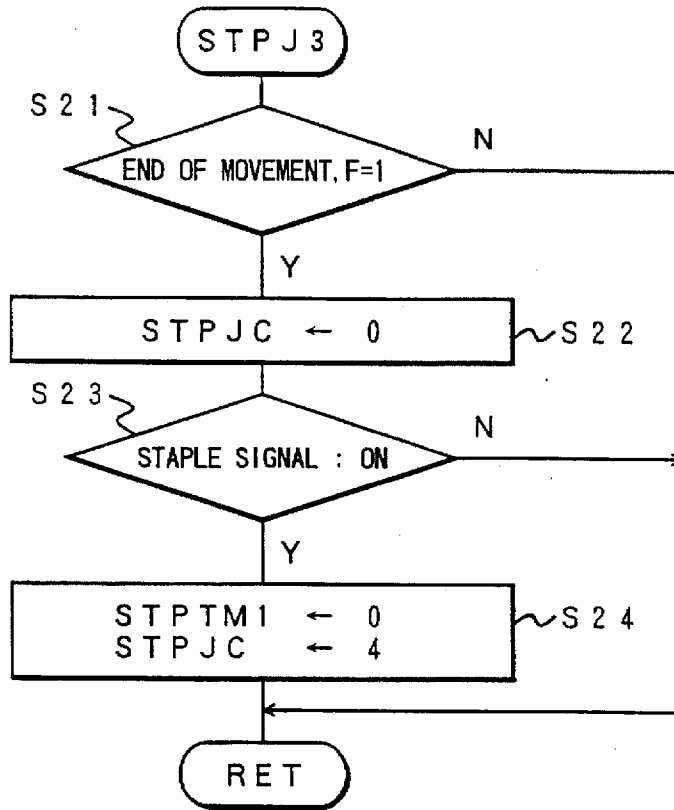 STPJ3
S21
N
END OF MOVEMENT, F=1
Y
STPJC ← 0
S22
S23
N
STAPLE SIGNAL : ON
Y
STPTM1 ← 0
STPJC ← 4
S24
RET